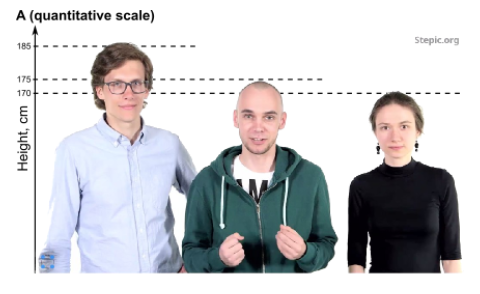 A (quantitative scale)
Stepic.org
185
175
170
Height, cm